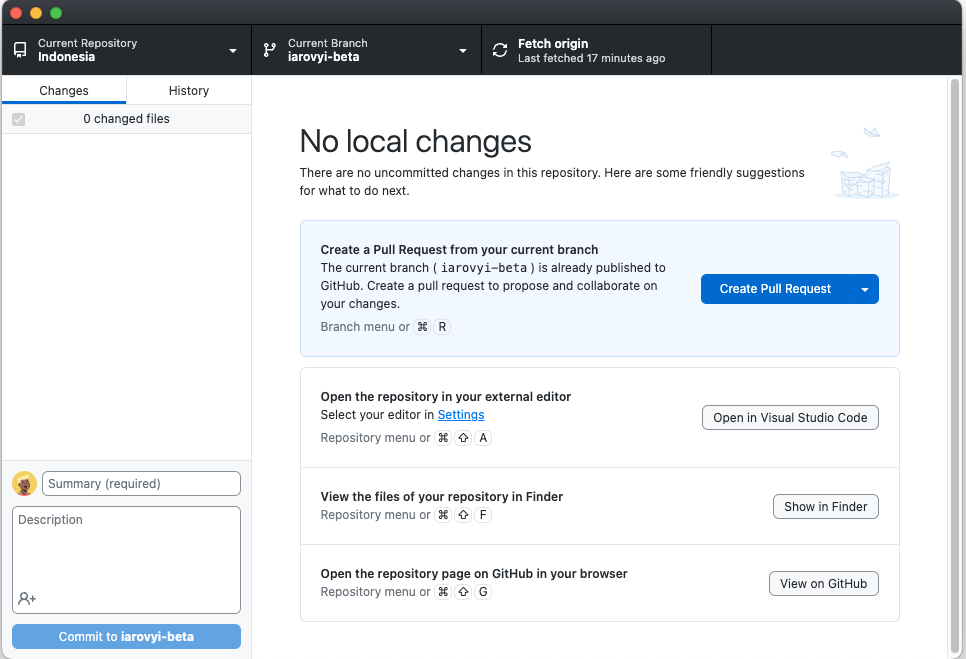 Current Repository
Indonesia
Current Branch
iarovyi-beta
Fetch origin
Last fetched 17 minutes ago
Changes
History
0 changed files
No local changes
There are no uncommitted changes in this repository. Here are some friendly suggestions
for what to do next.
Create a Pull Request from your current branch
The current branch ( iarovyi-beta ) is already published to
GitHub. Create a pull request to propose and collaborate on
your changes.
Branch menu or ⌘ R
Create Pull Request
Open the repository in your external editor
Select your editor in Settings
Repository menu or ⌘ ⇧ A
Open in Visual Studio Code
View the files of your repository in Finder
Repository menu or ⌘ ⇧ F
Show in Finder
Open the repository page on GitHub in your browser
Repository menu or ⌘ ⇧ G
View on GitHub
Summary (required)
Description
Commit to iarovyi-beta